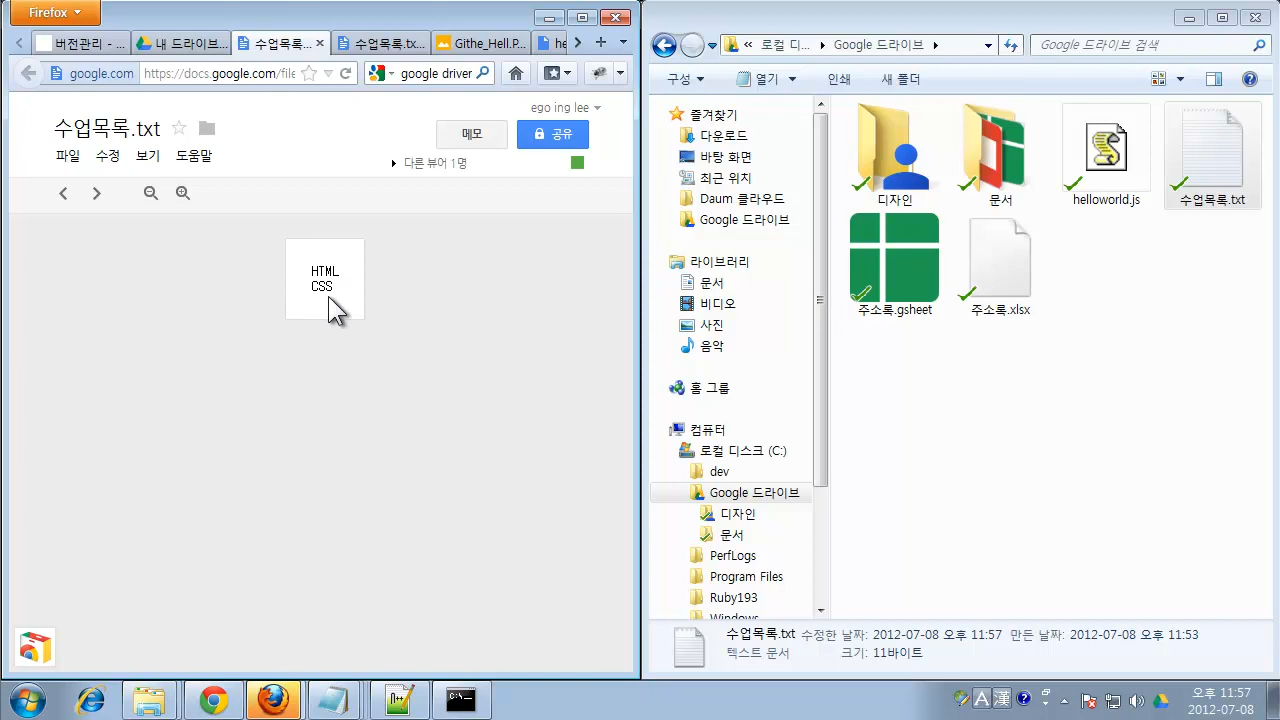 Firefox
버전관리 - ...
내 드라이브...
수업목록...
수업목록.tx...
Githe_Hell.P...
he
google.com
https://docs.google.com/file
google driver
ego ing lee
수업목록.txt
메모
공유
파일
수정
보기
도움말
다른 뷰어 1명
HTML
CSS
« 로컬 디...
Google 드라이브
Google 드라이브 검색
구성
열기
인쇄
새 폴더
즐겨찾기
다운로드
바탕 화면
최근 위치
Daum 클라우드
Google 드라이브
라이브러리
문서
비디오
사진
음악
홈 그룹
컴퓨터
로컬 디스크 (C:)
dev
Google 드라이브
디자인
문서
PerfLogs
Program Files
Ruby193
Windows
디자인
문서
helloworld.js
수업목록.txt
주소록.gsheet
주소록.xlsx
수업목록.txt 수정한 날짜: 2012-07-08 오후 11:57 만든 날짜: 2012-07-08 오후 11:53
텍스트 문서 크기: 11바이트
A 漢
오후 11:57
2012-07-08